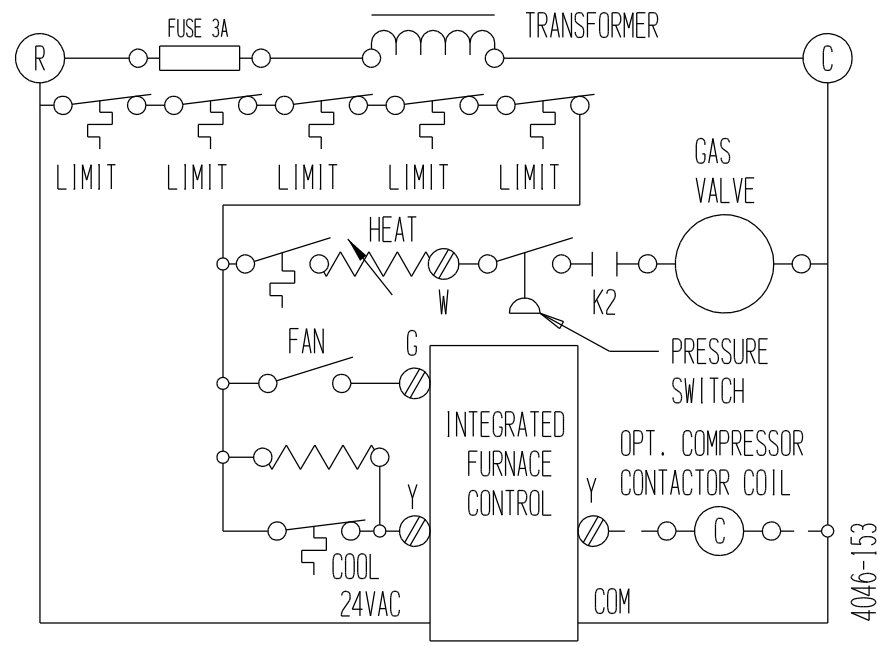 FUSE 3A
TRANSFORMER
R
C
LIMIT LIMIT LIMIT LIMIT LIMIT
GAS
VALVE
HEAT
W
K2
FAN
G
PRESSURE
SWITCH
INTEGRATED
FURNACE
CONTROL
OPT. COMPRESSOR
CONTACTOR COIL
Y
Y
C
COOL
24VAC
COM
4046-153